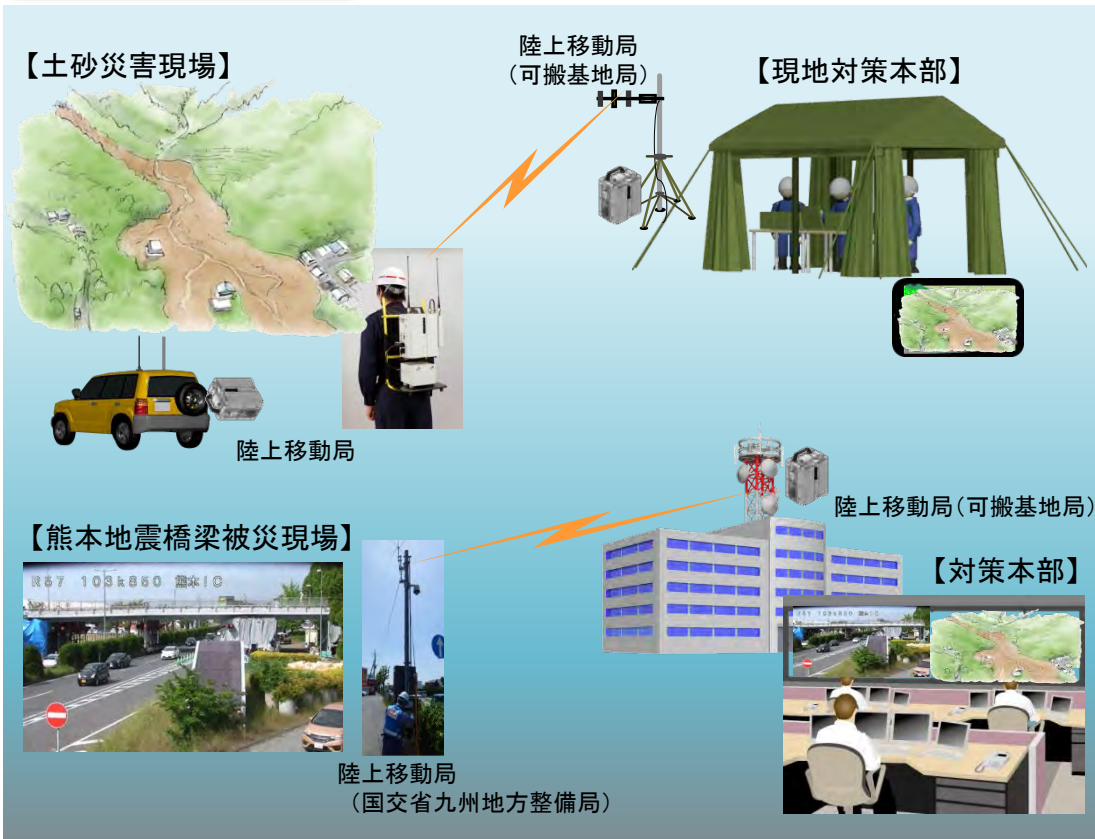 【土砂災害現場】
陸上移動局
（可搬基地局）
【現地対策本部】
陸上移動局
陸上移動局（可搬基地局）
【熊本地震橋梁被災現場】
R57 103k850 熊本IC
陸上移動局
（国交省九州地方整備局）
【対策本部】
R57 103k850 熊本IC